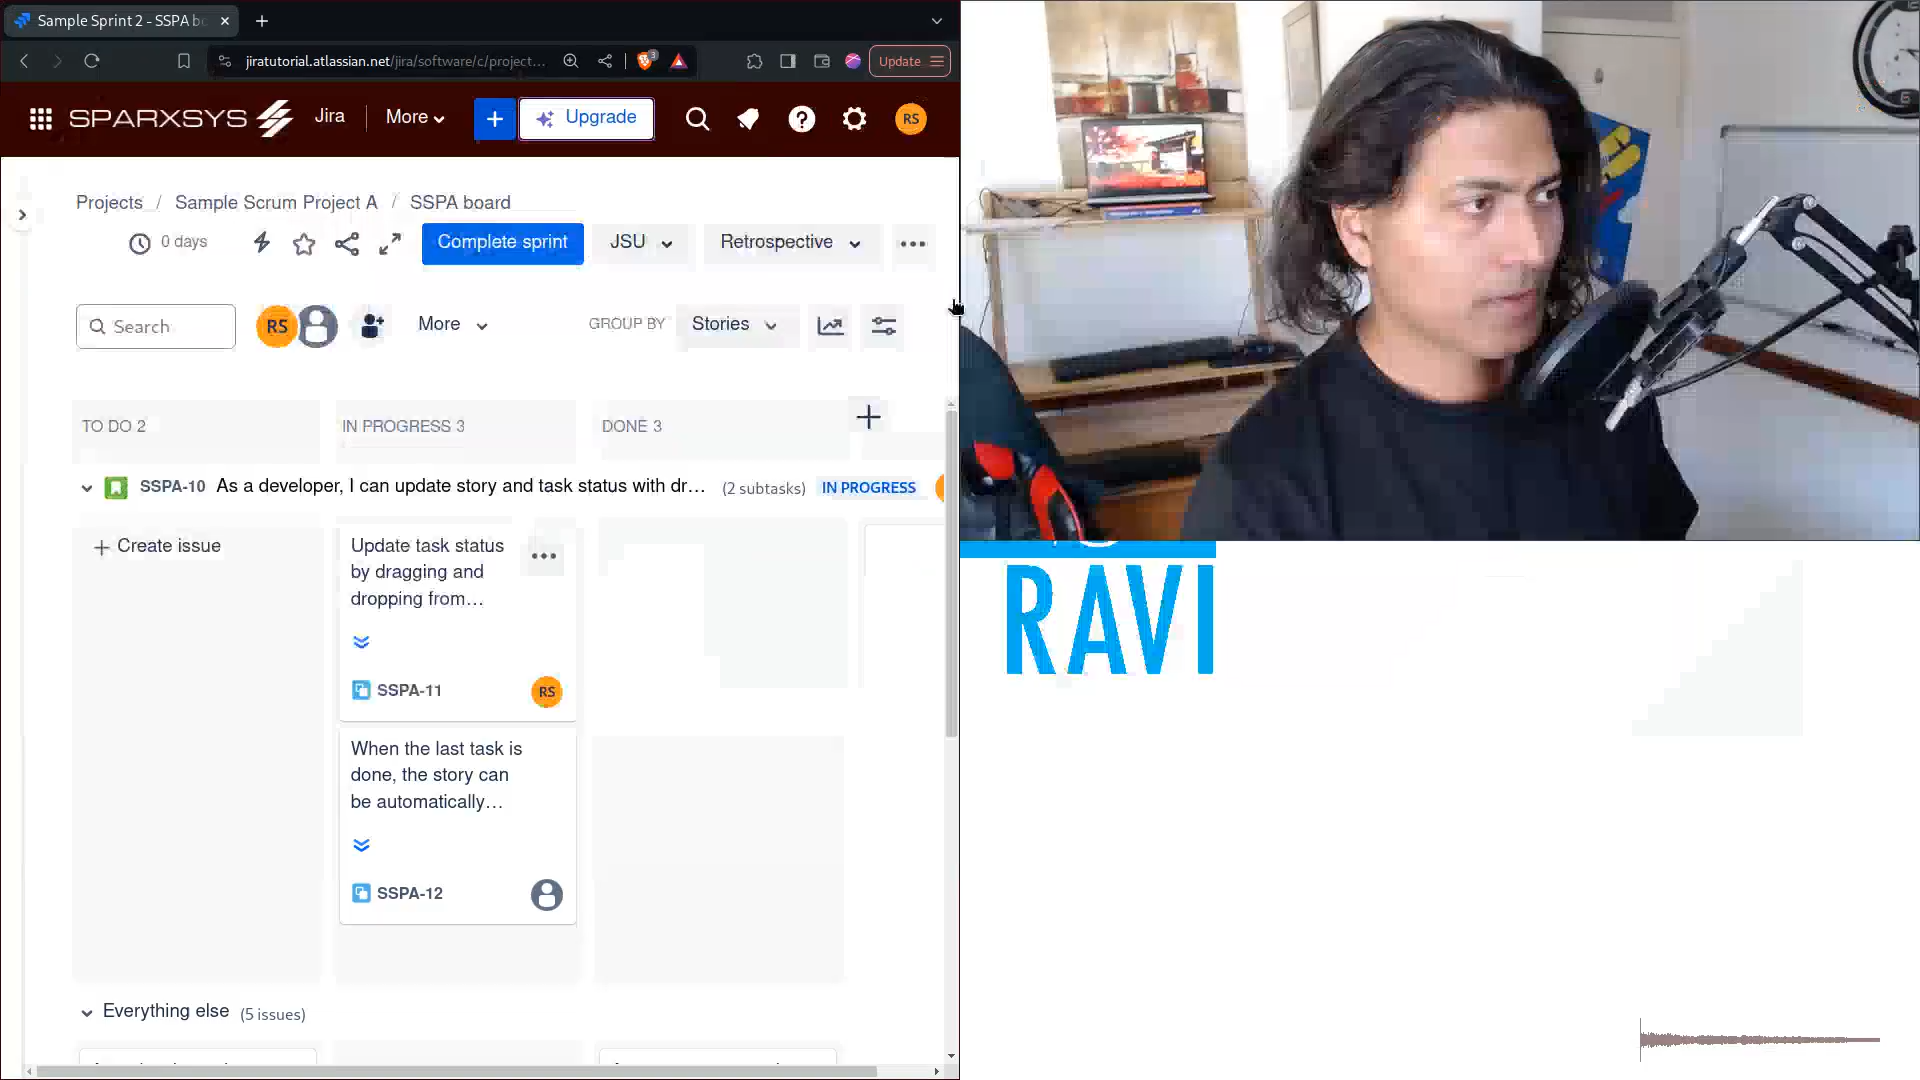 Sample Sprint 2 - SSPA bo
jiratutorial.atlassian.net/jira/software/c/project...
3
Update
SPARXSYS
Jira
More
Upgrade
RS
Projects / Sample Scrum Project A / SSPA board
0 days
Complete sprint
JSU
Retrospective
Search
RS
More
GROUP BY
Stories
TO DO 2
IN PROGRESS 3
DONE 3
SSPA-10 As a developer, I can update story and task status with dr... (2 subtasks) IN PROGRESS
Create issue
Update task status
by dragging and
dropping from...
SSPA-11
RS
When the last task is
done, the story can
be automatically...
SSPA-12
Everything else (5 issues)
RAVI